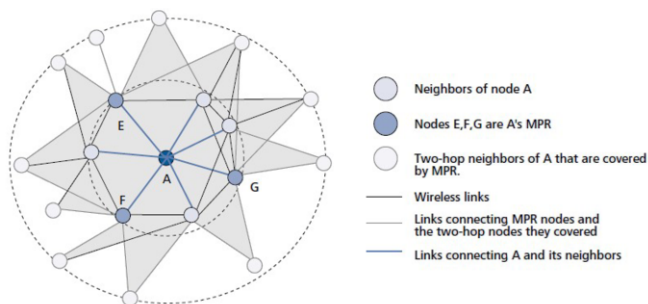 E
A
G
F
Neighbors of node A
Nodes E,F,G are A's MPR
Two-hop neighbors of A that are covered
by MPR.
Wireless links
Links connecting MPR nodes and
the two-hop nodes they covered
Links connecting A and its neighbors